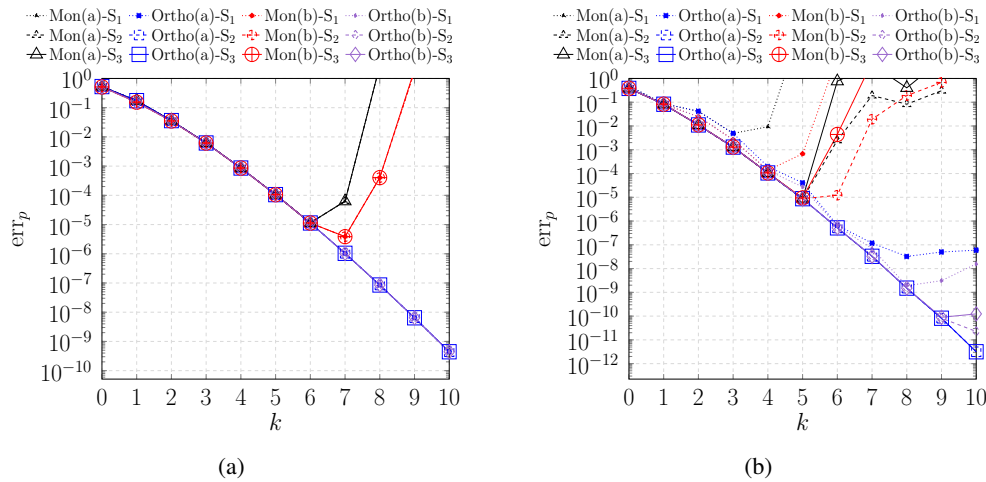 Mon(a)-S₁ Ortho(a)-S₁ Mon(b)-S₁ Ortho(b)-S₁
Mon(a)-S₂ Ortho(a)-S₂ Mon(b)-S₂ Ortho(b)-S₂
Mon(a)-S₃ Ortho(a)-S₃ Mon(b)-S₃ Ortho(b)-S₃
10⁰
10⁻¹
10⁻²
10⁻³
10⁻⁴
10⁻⁵
10⁻⁶
10⁻⁷
10⁻⁸
10⁻⁹
10⁻¹⁰
errₚ
0 1 2 3 4 5 6 7 8 9 10
k
(a)
Mon(a)-S₁ Ortho(a)-S₁ Mon(b)-S₁ Ortho(b)-S₁
Mon(a)-S₂ Ortho(a)-S₂ Mon(b)-S₂ Ortho(b)-S₂
Mon(a)-S₃ Ortho(a)-S₃ Mon(b)-S₃ Ortho(b)-S₃
10⁰
10⁻¹
10⁻²
10⁻³
10⁻⁴
10⁻⁵
10⁻⁶
10⁻⁷
10⁻⁸
10⁻⁹
10⁻¹⁰
10⁻¹¹
10⁻¹²
errₚ
0 1 2 3 4 5 6 7 8 9 10
k
(b)